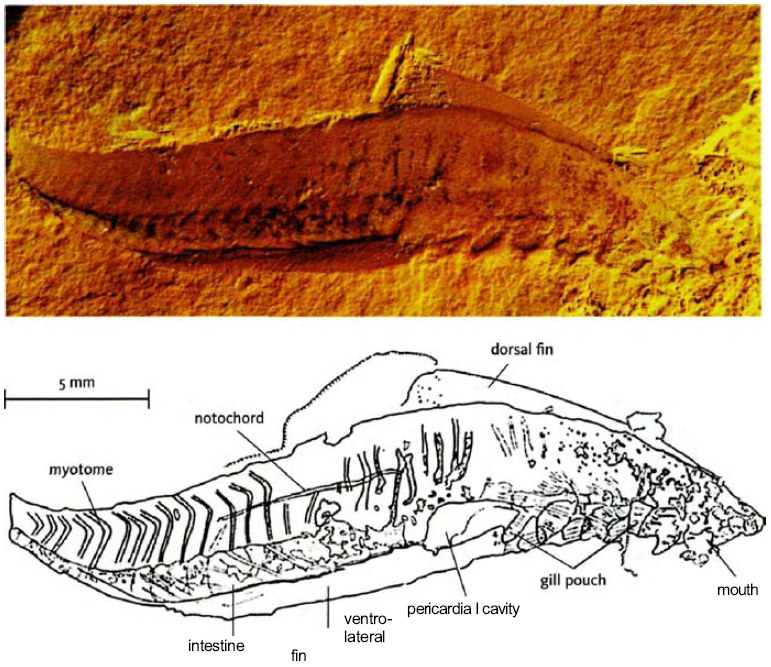 dorsal fin
5 mm
notochord
myotome
gill pouch
mouth
pericardia l cavity
ventro-
lateral
intestine
fin